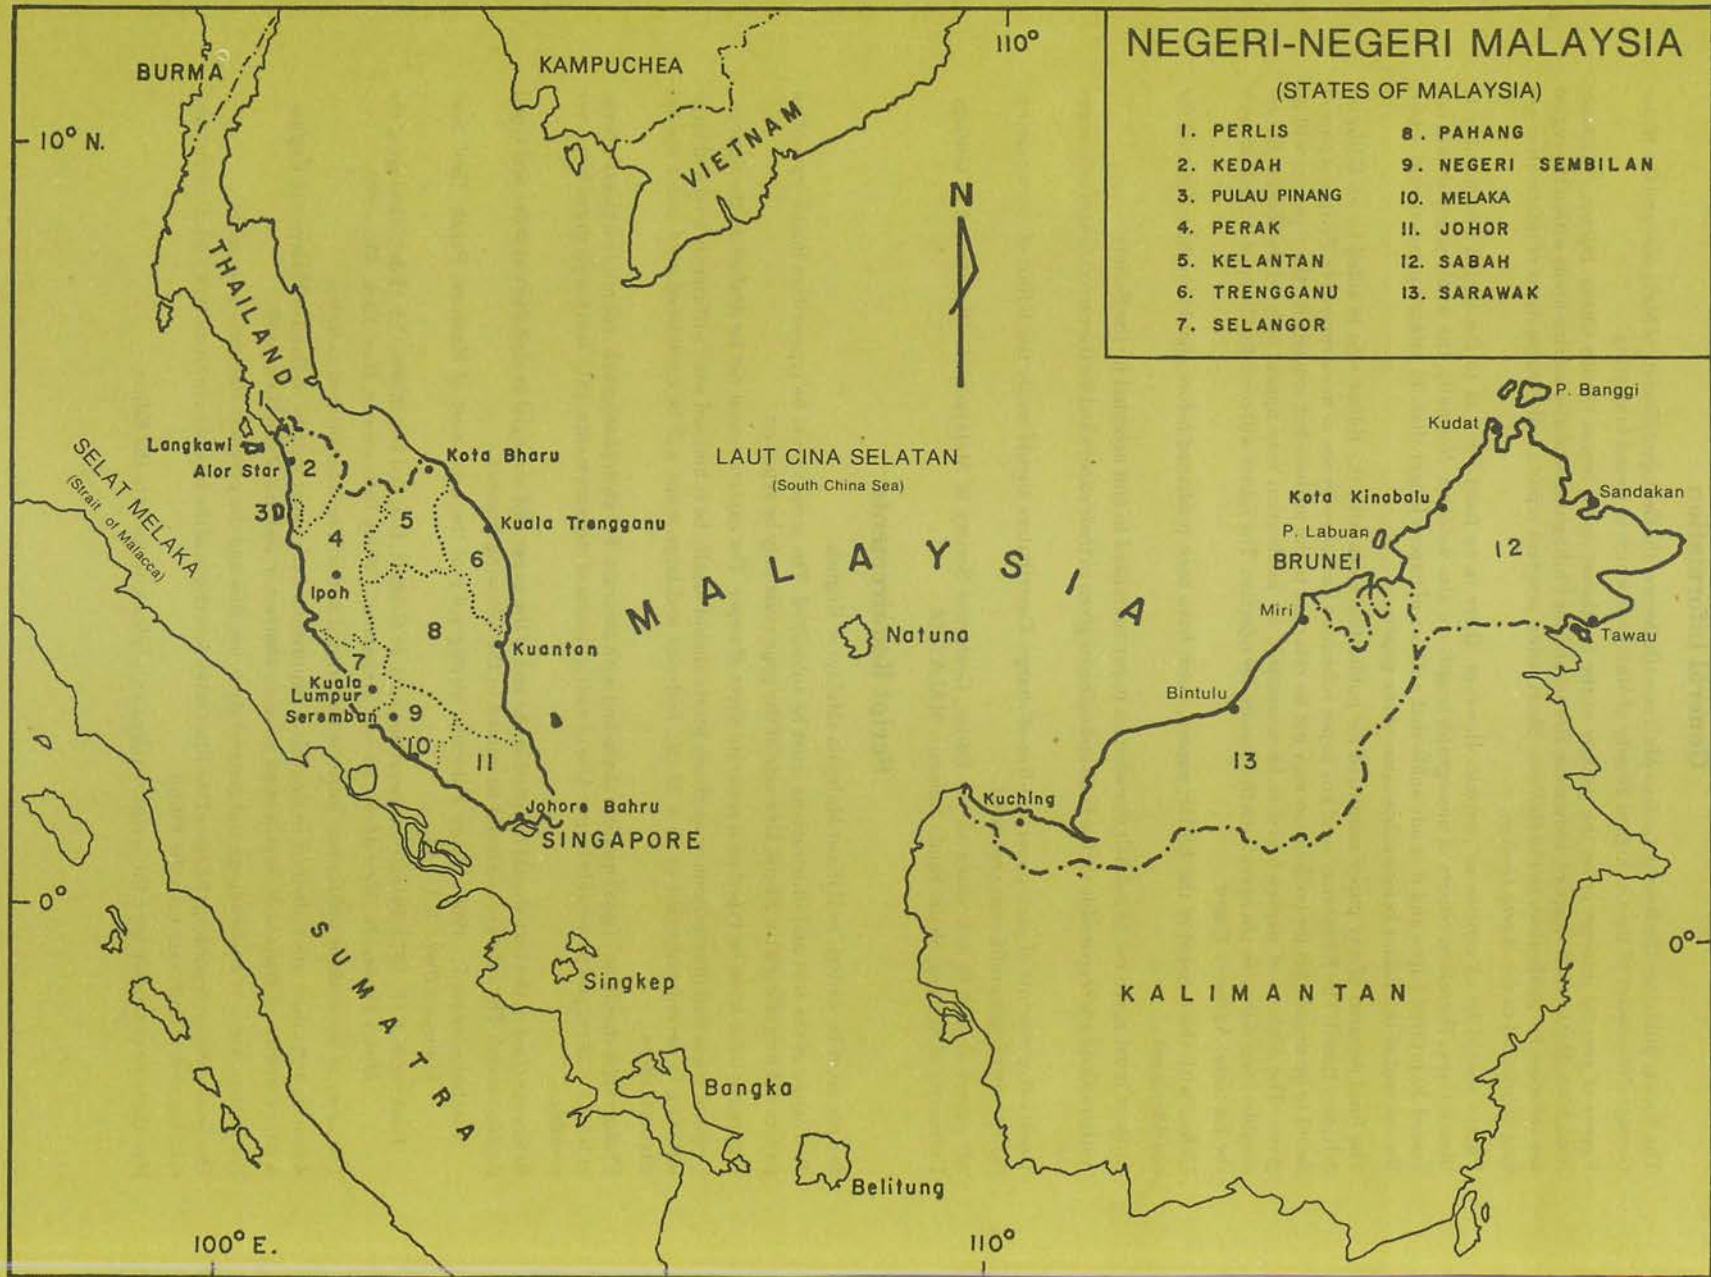 NEGERI-NEGERI MALAYSIA
(STATES OF MALAYSIA)
1. PERLIS
2. KEDAH
3. PULAU PINANG
4. PERAK
5. KELANTAN
6. TRENGGANU
7. SELANGOR
8. PAHANG
9. NEGERI SEMBILAN
10. MELAKA
11. JOHOR
12. SABAH
13. SARAWAK
110°
BURMA
KAMPUCHEA
VIETNAM
10° N.
N
THAILAND
P. Banggi
Kudat
Langkawi
Alor Star
2
Kota Bharu
SELAT MELAKA
(Strait of Malacca)
LAUT CINA SELATAN
(South China Sea)
Kota Kinabalu
Sandakan
3
5
4
Kuala Trengganu
P. Labuan
BRUNEI
12
6
MALAYSIA
Ipoh
Miri
Tawau
8
Natuna
Kuantan
7
Kuala
Lumpur
Seremban
9
Bintulu
10
11
13
Johore Bahru
SINGAPORE
Kuching
0°
0°
SUMATRA
Singkep
KALIMANTAN
Bangka
Belitung
100° E.
110°